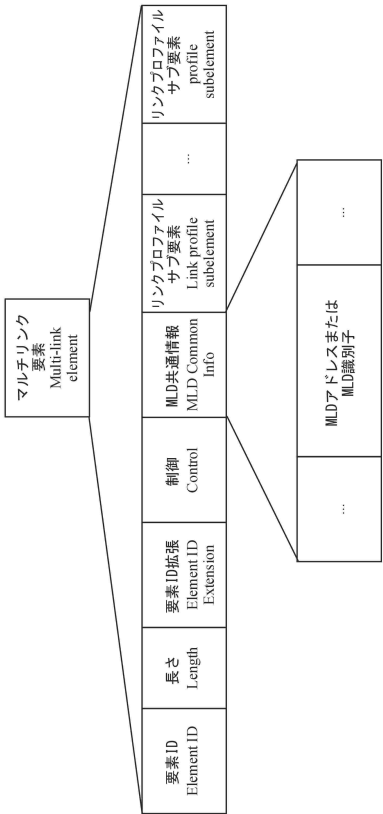 マルチリンク
要素
Multi-link
element
要素ID
Element ID
長さ
Length
要素ID拡張
Element ID
Extension
制御
Control
MLD共通情報
MLD Common
Info
リンクプロファイル
サブ要素
Link profile
subelement
...
リンクプロファイル
サブ要素
profile
subelement
...
MLDアドレスまたは
MLD識別子
...